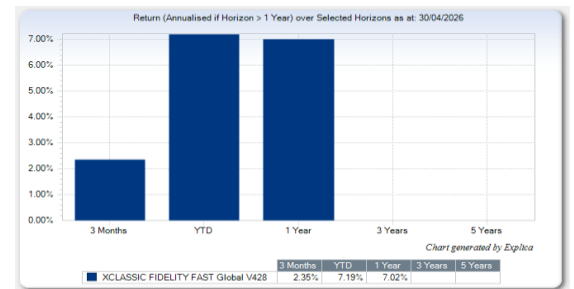 Return (Annualised if Horizon > 1 Year) over Selected Horizons as at: 30/04/2026
7.00%
6.00%
5.00%
4.00%
3.00%
2.00%
1.00%
0.00%
3 Months YTD 1 Year 3 Years 5 Years
Chart generated by Explica
3 Months YTD 1 Year 3 Years 5 Years
XCLASSIC FIDELITY FAST Global V428 2.35% 7.19% 7.02%